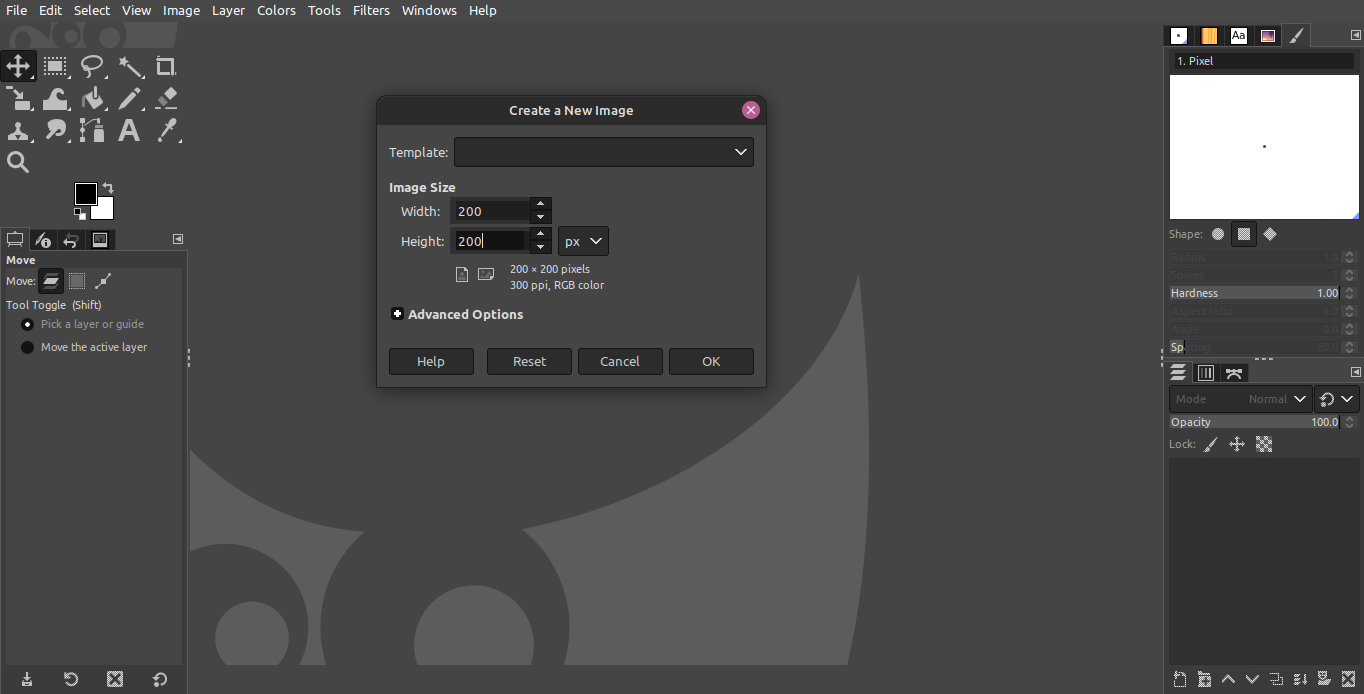 File Edit Select View Image Layer Colors Tools Filters Windows Help
Aa
1. Pixel
Create a New Image
Template:
Image Size
Width: 200
Height: 200 px
200 × 200 pixels
300 ppi, RGB color
Advanced Options
Help Reset Cancel OK
Move
Move:
Tool Toggle (Shift)
Pick a layer or guide
Move the active layer
Shape:
Radius 1.0
Spikes 2
Hardness 1.00
Aspect ratio 1.0
Angle 0.0
Spacing 20.0
Mode Normal
Opacity 100.0
Lock: